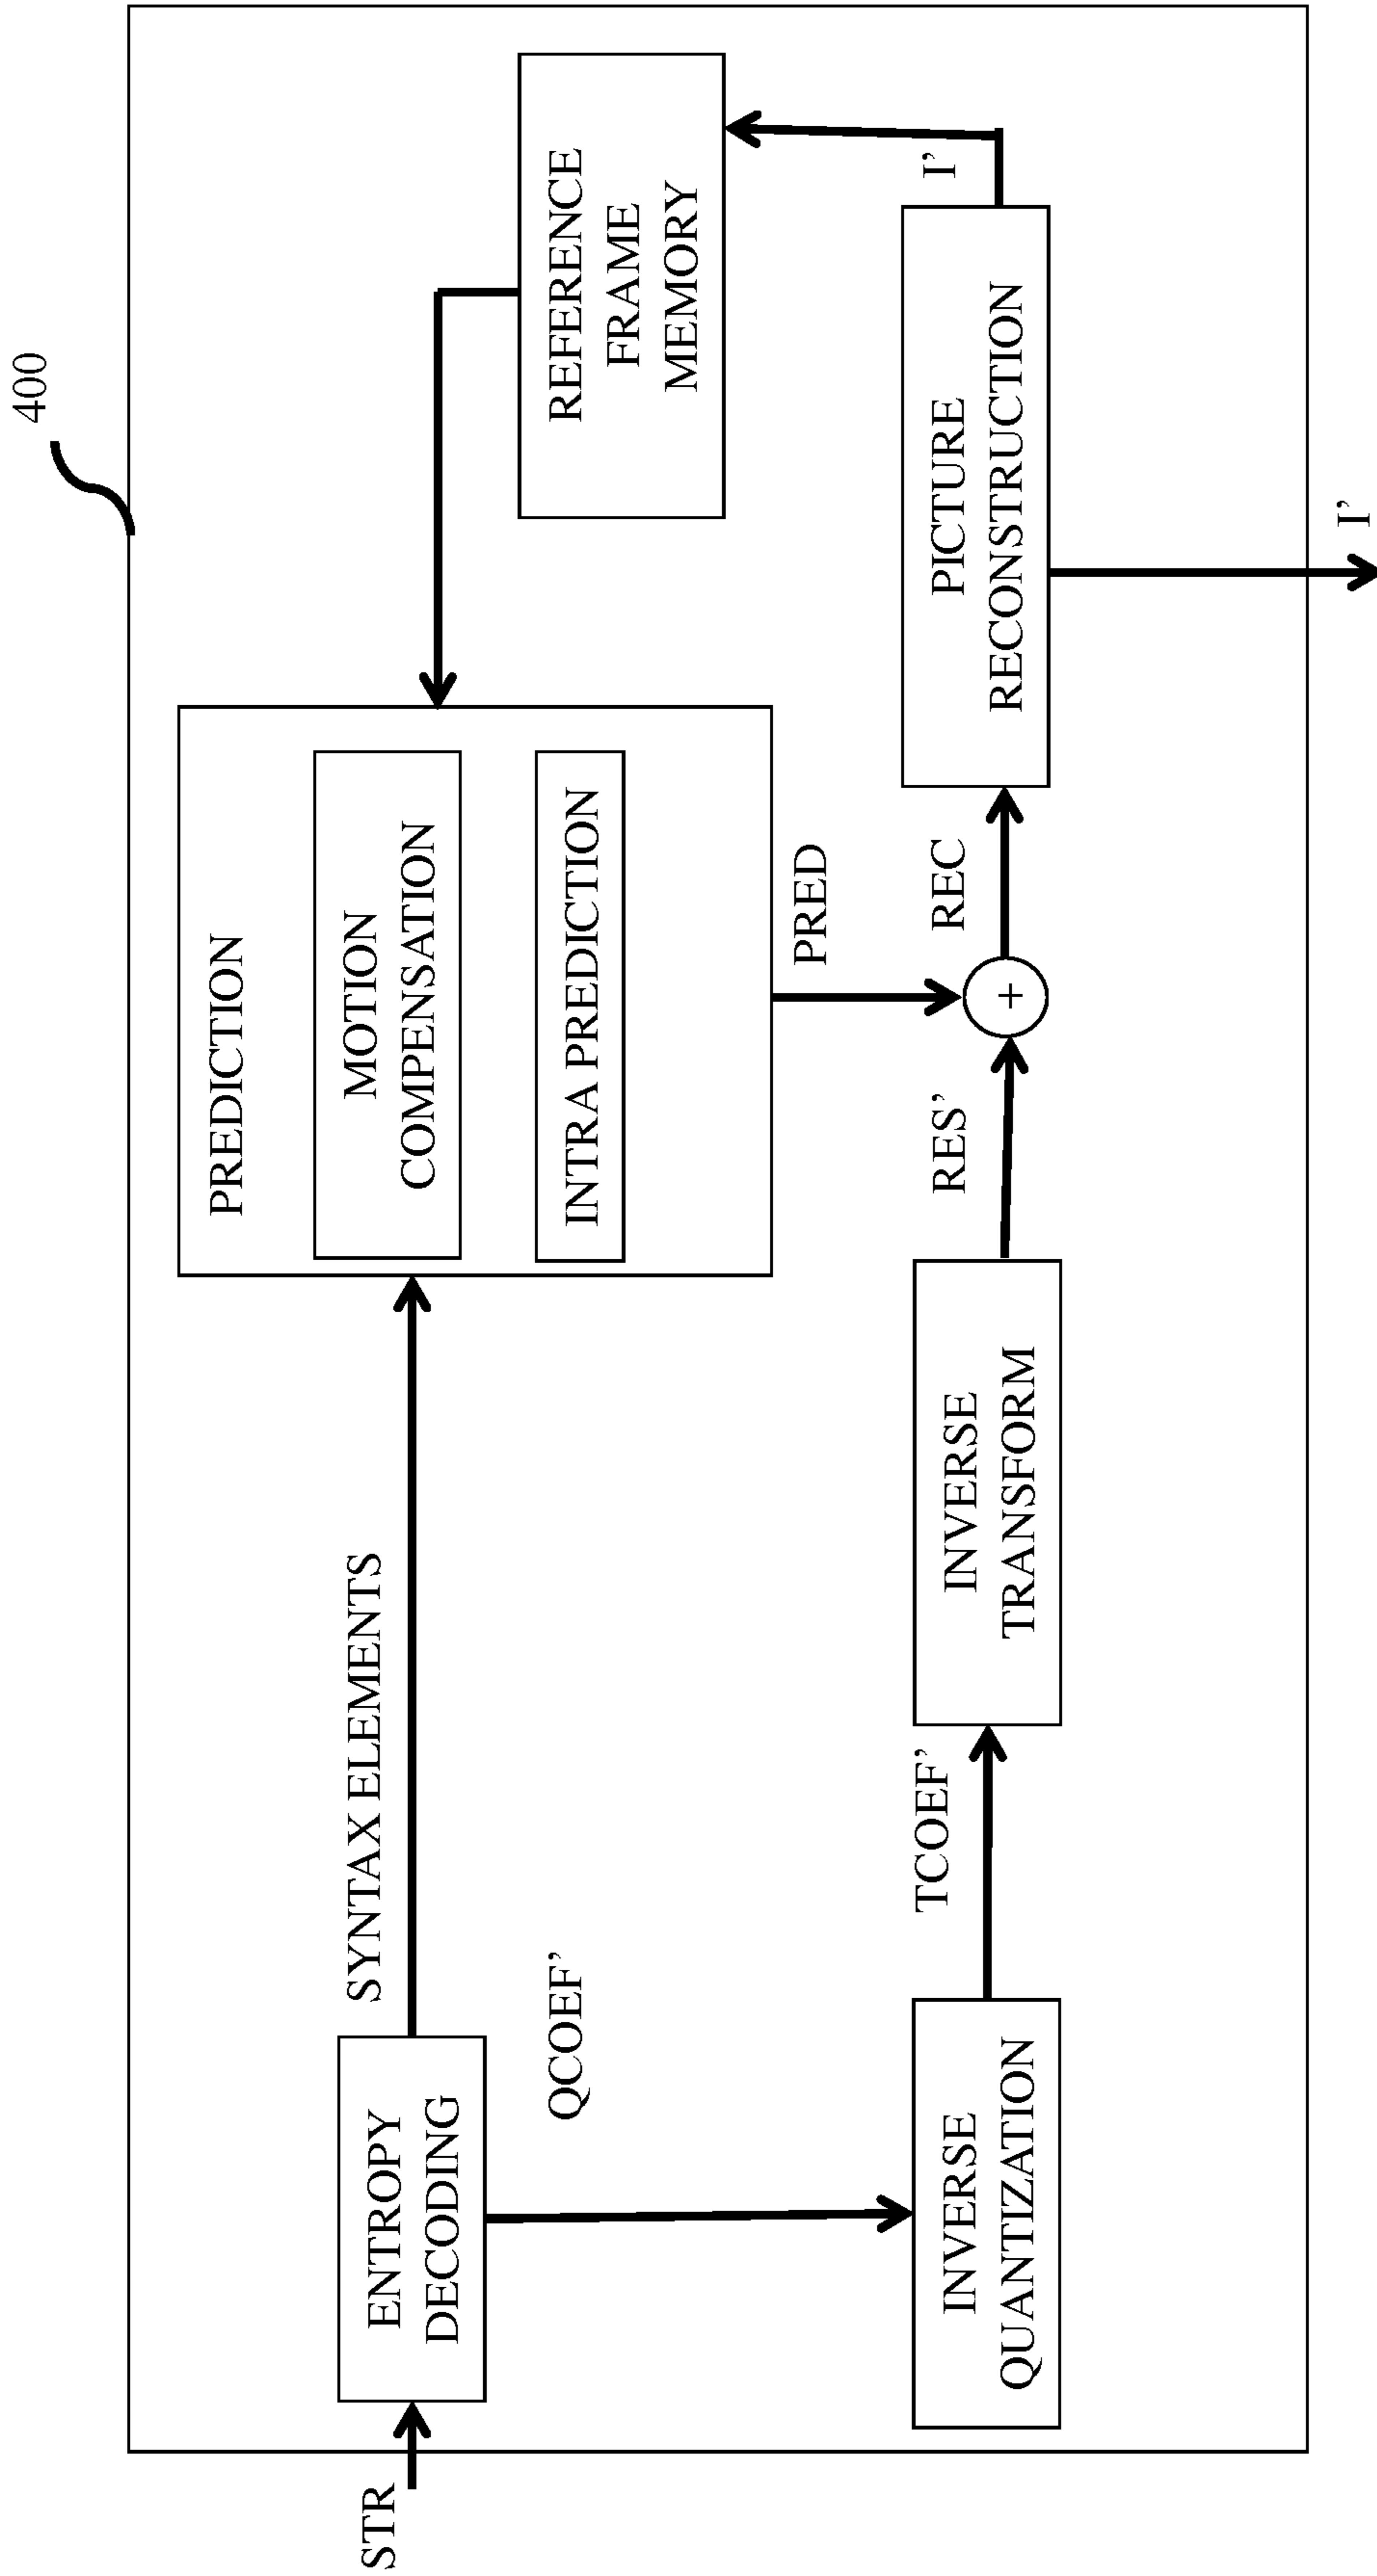 400
STR
ENTROPY
DECODING
SYNTAX ELEMENTS
PREDICTION
MOTION
COMPENSATION
INTRA PREDICTION
REFERENCE
FRAME
MEMORY
QCOEF’
PRED
INVERSE
QUANTIZATION
TCOEF’
INVERSE
TRANSFORM
RES’
+
REC
PICTURE
RECONSTRUCTION
I’
I’